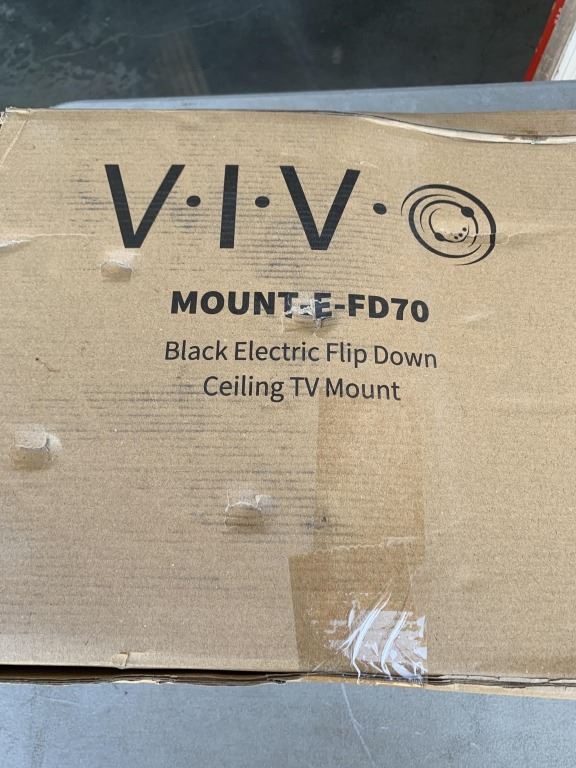 V·I·V·O
MOUNT-E-FD70
Black Electric Flip Down
Ceiling TV Mount